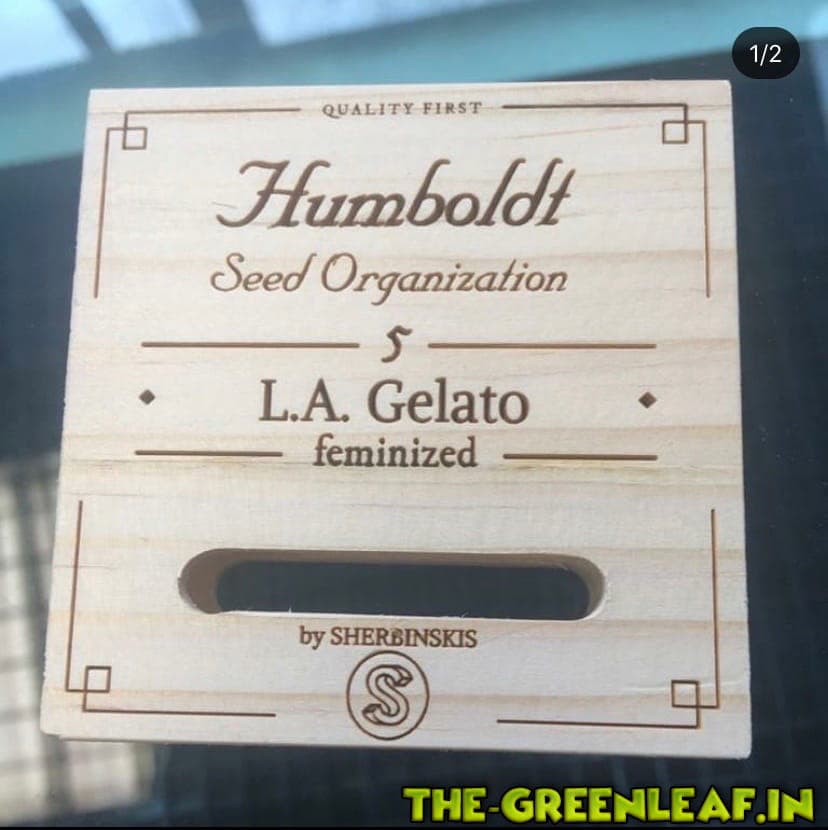 1/2
QUALITY FIRST
Humboldt
Seed Organization
5
L.A. Gelato
feminized
by SHERBINSKIS
S
THE-GREENLEAF.IN